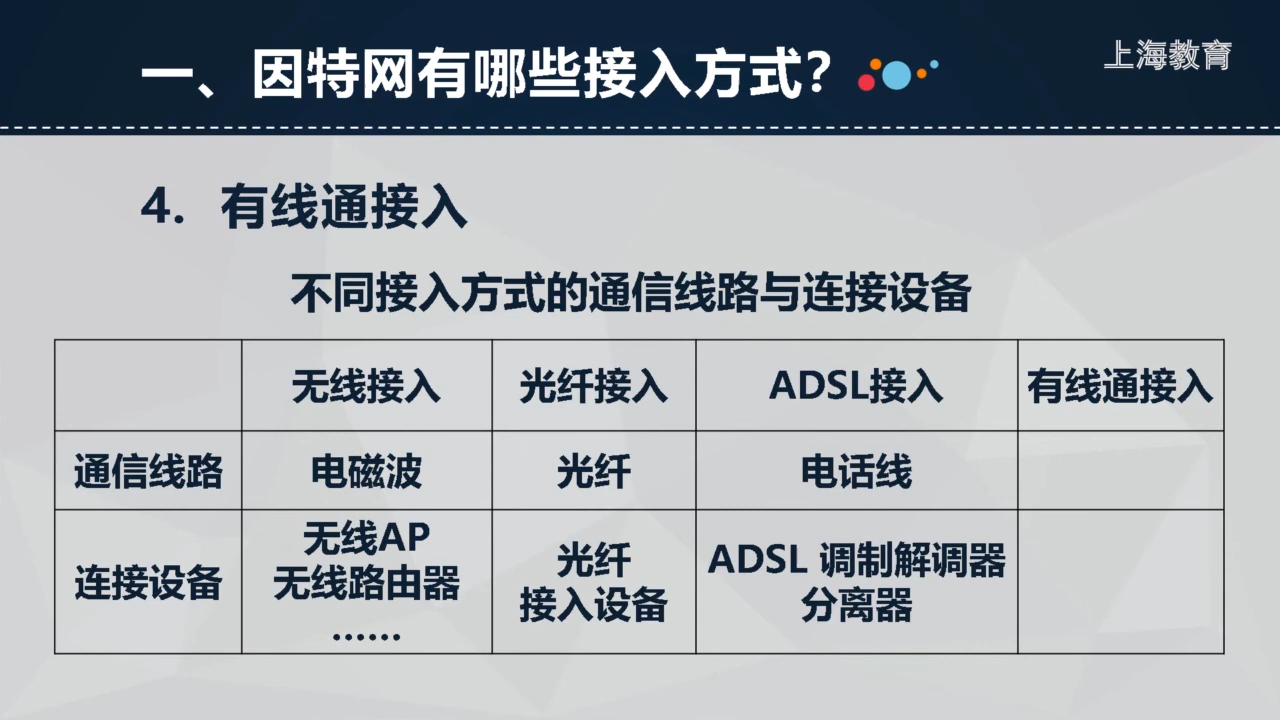 一、因特网有哪些接入方式？
上海教育
4. 有线通接入
不同接入方式的通信线路与连接设备
无线接入 光纤接入 ADSL接入 有线通接入
通信线路 电磁波 光纤 电话线
连接设备
无线AP
无线路由器
……
光纤
接入设备
ADSL 调制解调器
分离器